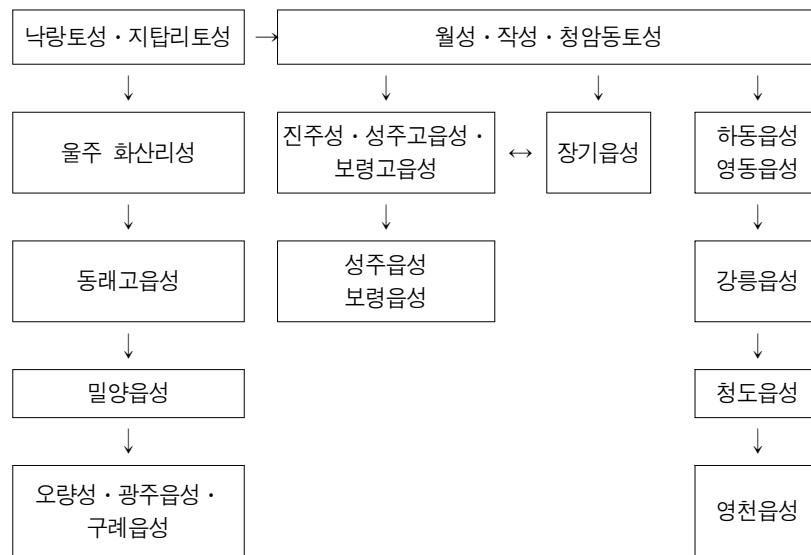 낙랑토성・지탑리토성 → 월성・작성・청암동토성
↓ ↓ ↓ ↓
울주 화산리성
진주성・성주고읍성・
보령고읍성
↔
장기읍성
하동읍성
영동읍성
↓ ↓ ↓
동래고읍성
성주읍성
보령읍성
강릉읍성
↓ ↓
밀양읍성
청도읍성
↓ ↓
오량성・광주읍성・
구례읍성
영천읍성